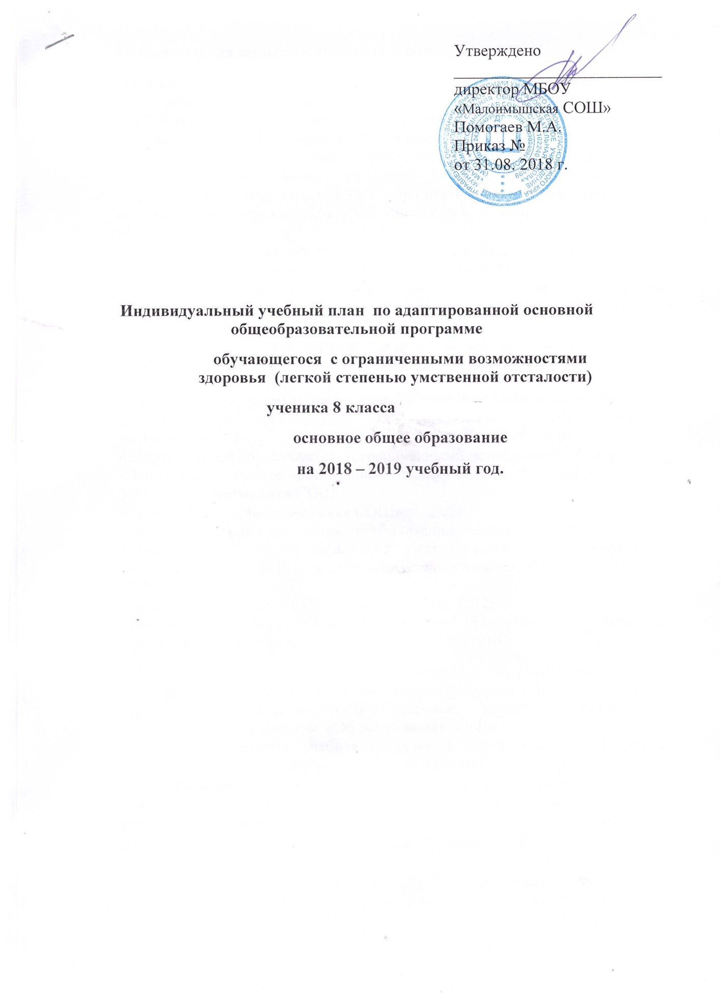 Утверждено
директор МБОУ
«Малоимышская СОШ»
Помогаев М.А.
Приказ №
от 31.08. 2018 г.
Индивидуальный учебный план по адаптированной основной
общеобразовательной программе
обучающегося с ограниченными возможностями
здоровья (легкой степенью умственной отсталости)
ученика 8 класса
основное общее образование
на 2018 – 2019 учебный год.